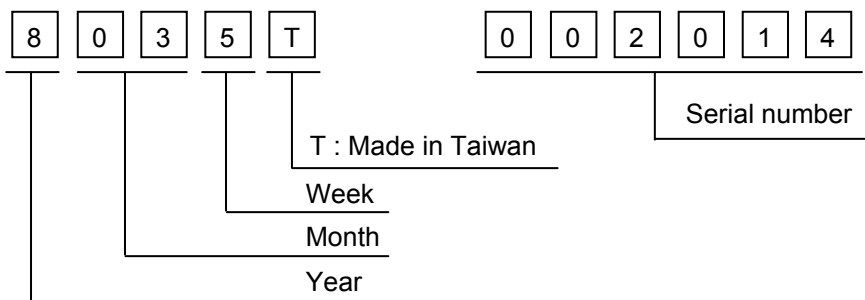 8 0 3 5 T 0 0 2 0 1 4
Serial number
T : Made in Taiwan
Week
Month
Year